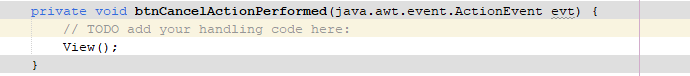 private void btnCancelActionPerformed(java.awt.event.ActionEvent evt) {
// TODO add your handling code here:
View();
}